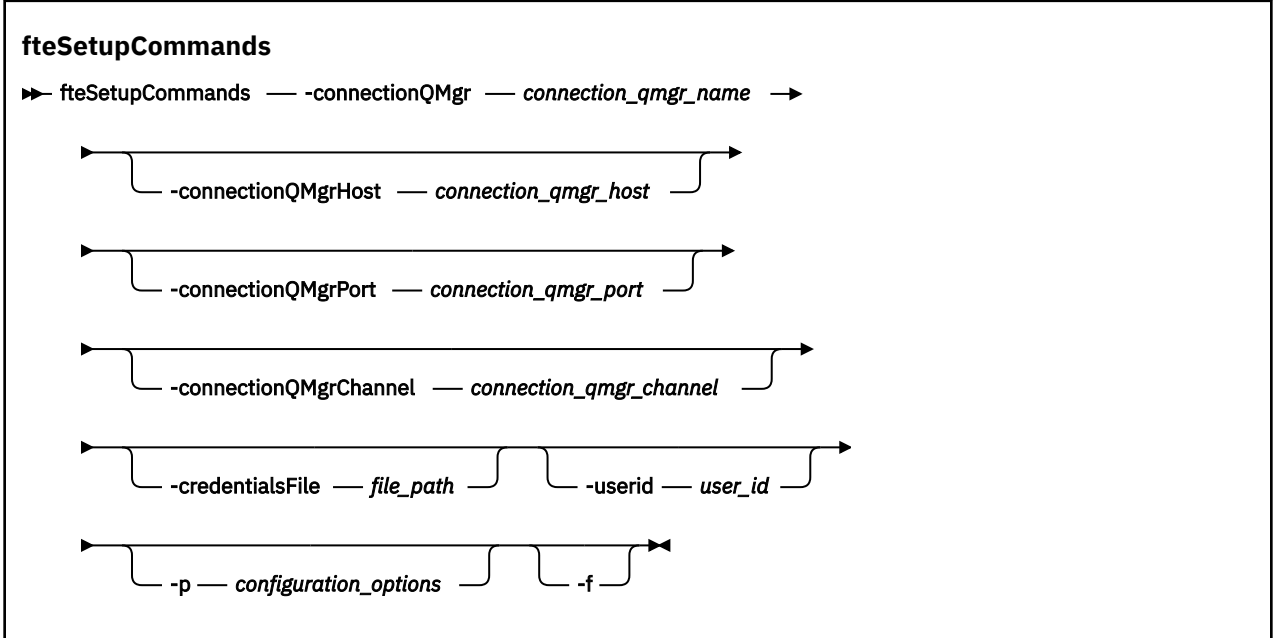 fteSetupCommands
fteSetupCommands -connectionQMgr connection_qmgr_name
-connectionQMgrHost connection_qmgr_host
-connectionQMgrPort connection_qmgr_port
-connectionQMgrChannel connection_qmgr_channel
-credentialsFile file_path -userid user_id
-p configuration_options -f